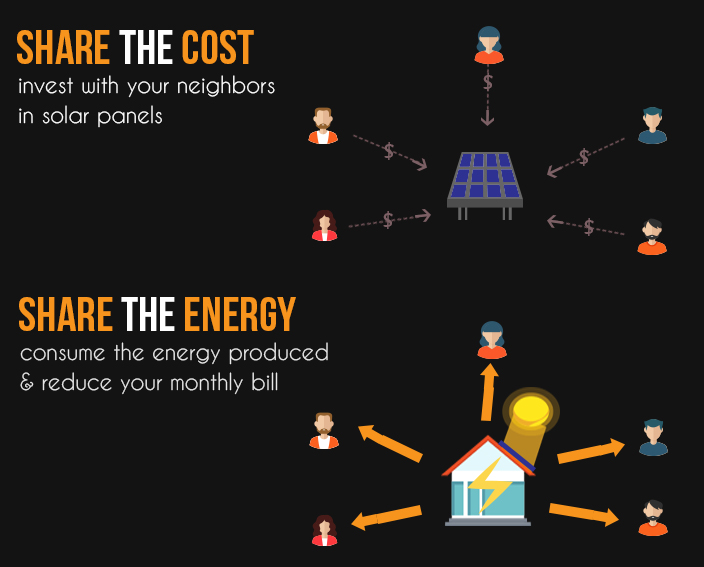 SHARE THE COST
invest with your neighbors
in solar panels
$
$
$
$
$
SHARE THE ENERGY
consume the energy produced
& reduce your monthly bill